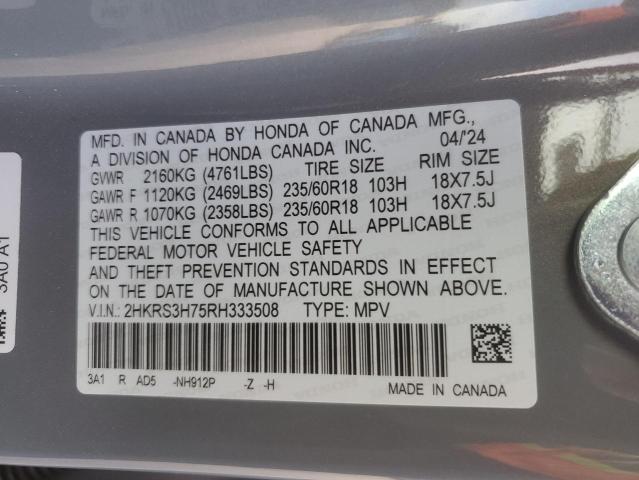 MFD. IN CANADA BY HONDA OF CANADA MFG.,
A DIVISION OF HONDA CANADA INC. 04/24
GVWR 2160KG (4761LBS) TIRE SIZE RIM SIZE
GAWR F 1120KG (2469LBS) 235/60R18 103H 18X7.5J
GAWR R 1070KG (2358LBS) 235/60R18 103H 18X7.5J
THIS VEHICLE CONFORMS TO ALL APPLICABLE
FEDERAL MOTOR VEHICLE SAFETY
AND THEFT PREVENTION STANDARDS IN EFFECT
ON THE DATE OF MANUFACTURE SHOWN ABOVE.
V.I.N.: 2HKRS3H75RH333508 TYPE: MPV
3A1 R AD5 -NH912P -Z -H MADE IN CANADA
3A0 A1